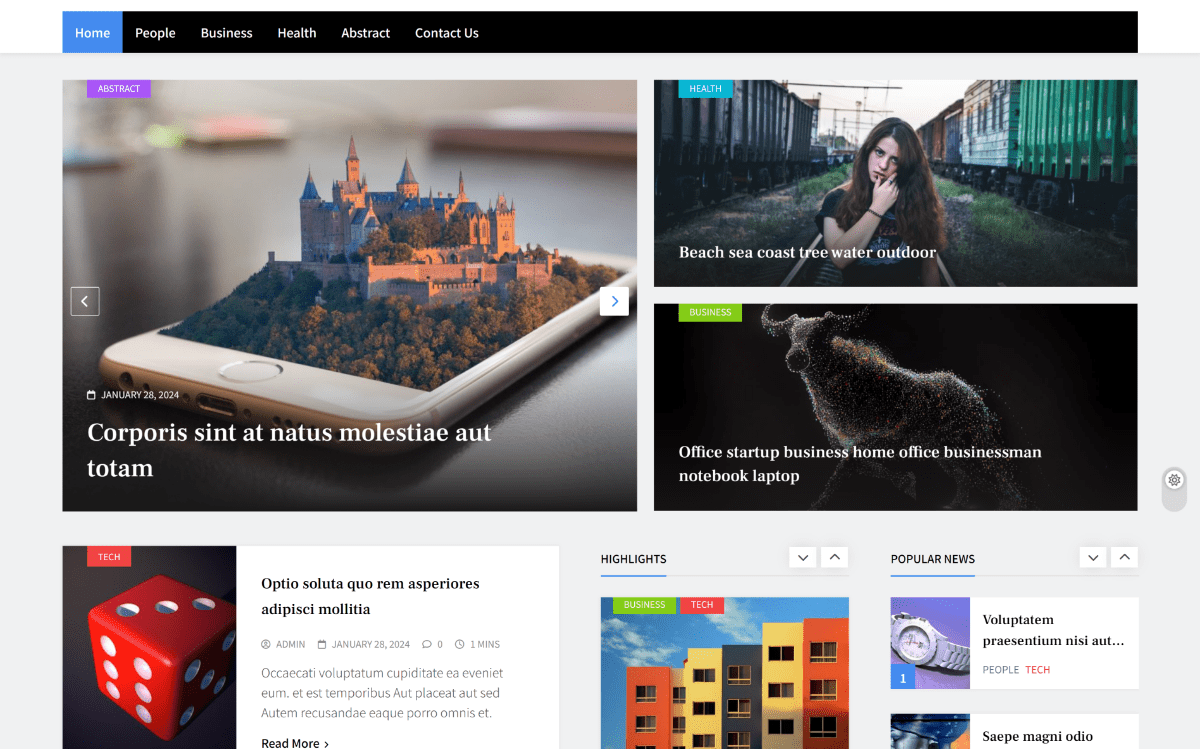 Home People Business Health Abstract Contact Us
ABSTRACT
JANUARY 28, 2024
Corporis sint at natus molestiae aut
totam
HEALTH
Beach sea coast tree water outdoor
BUSINESS
Office startup business home office businessman
notebook laptop
TECH
Optio soluta quo rem asperiores
adipisci mollitia
ADMIN JANUARY 28, 2024 0 1 MINS
Occaecati voluptatum cupiditate ea eveniet
eum. et est temporibus Aut placeat aut sed
Autem recusandae eaque porro omnis et.
Read More
HIGHLIGHTS
BUSINESS TECH
POPULAR NEWS
1
Voluptatem
praesentium nisi aut...
PEOPLE TECH
Saepe magni odio